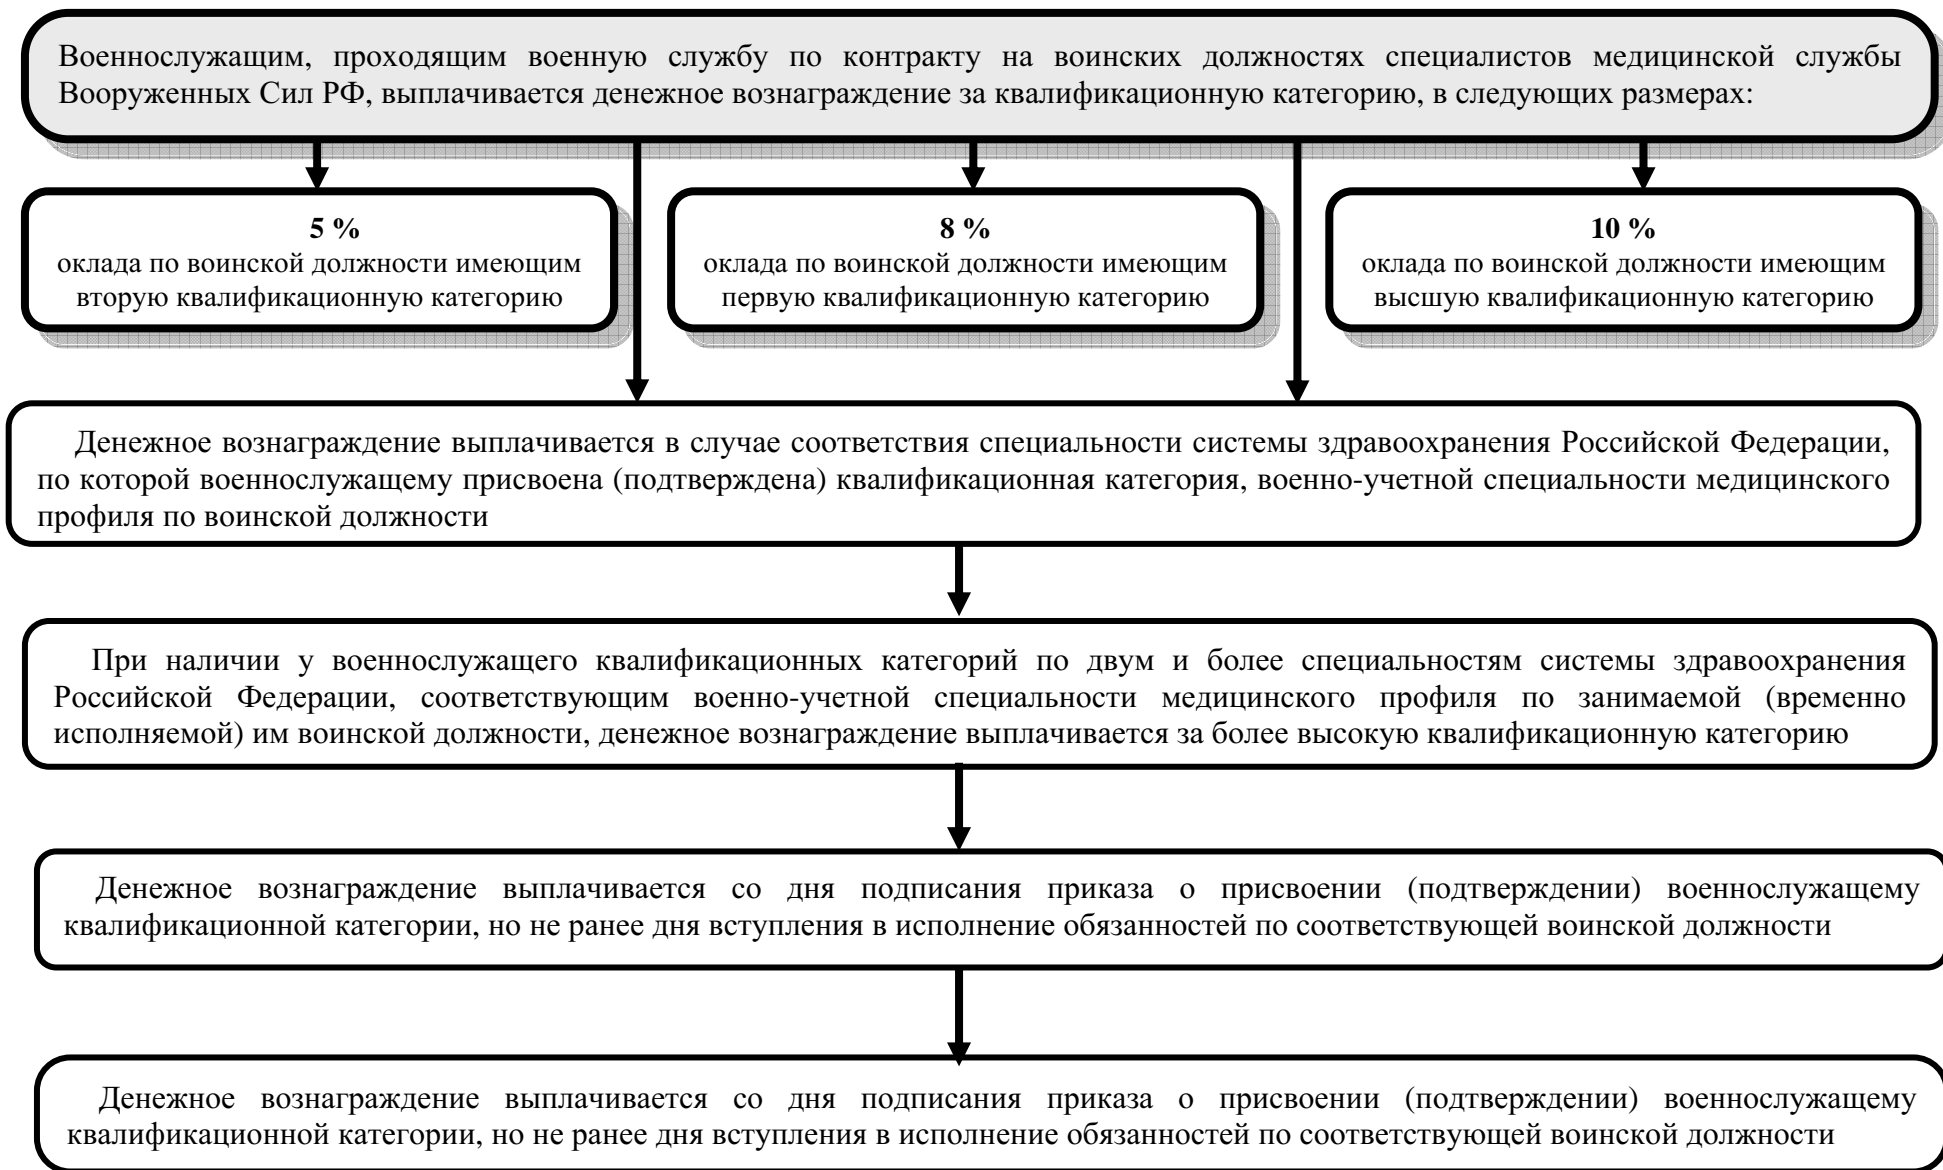 Военнослужащим, проходящим военную службу по контракту на воинских должностях специалистов медицинской службы
Вооруженных Сил РФ, выплачивается денежное вознаграждение за квалификационную категорию, в следующих размерах:
5 %
оклада по воинской должности имеющим
вторую квалификационную категорию
8 %
оклада по воинской должности имеющим
первую квалификационную категорию
10 %
оклада по воинской должности имеющим
высшую квалификационную категорию
Денежное вознаграждение выплачивается в случае соответствия специальности системы здравоохранения Российской Федерации,
по которой военнослужащему присвоена (подтверждена) квалификационная категория, военно-учетной специальности медицинского
профиля по воинской должности
При наличии у военнослужащего квалификационных категорий по двум и более специальностям системы здравоохранения
Российской Федерации, соответствующим военно-учетной специальности медицинского профиля по занимаемой (временно
исполняемой) им воинской должности, денежное вознаграждение выплачивается за более высокую квалификационную категорию
Денежное вознаграждение выплачивается со дня подписания приказа о присвоении (подтверждении) военнослужащему
квалификационной категории, но не ранее дня вступления в исполнение обязанностей по соответствующей воинской должности
Денежное вознаграждение выплачивается со дня подписания приказа о присвоении (подтверждении) военнослужащему
квалификационной категории, но не ранее дня вступления в исполнение обязанностей по соответствующей воинской должности